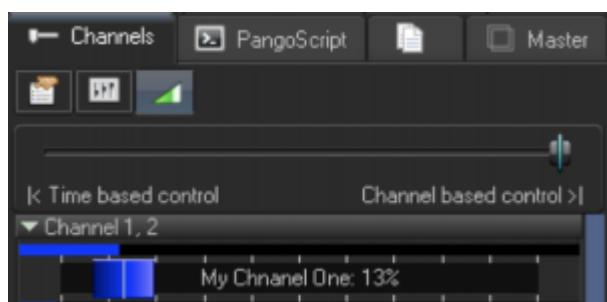 Channels PangoScript Master
|< Time based control Channel based control >|
Channel 1, 2
My Chnanel One: 13%